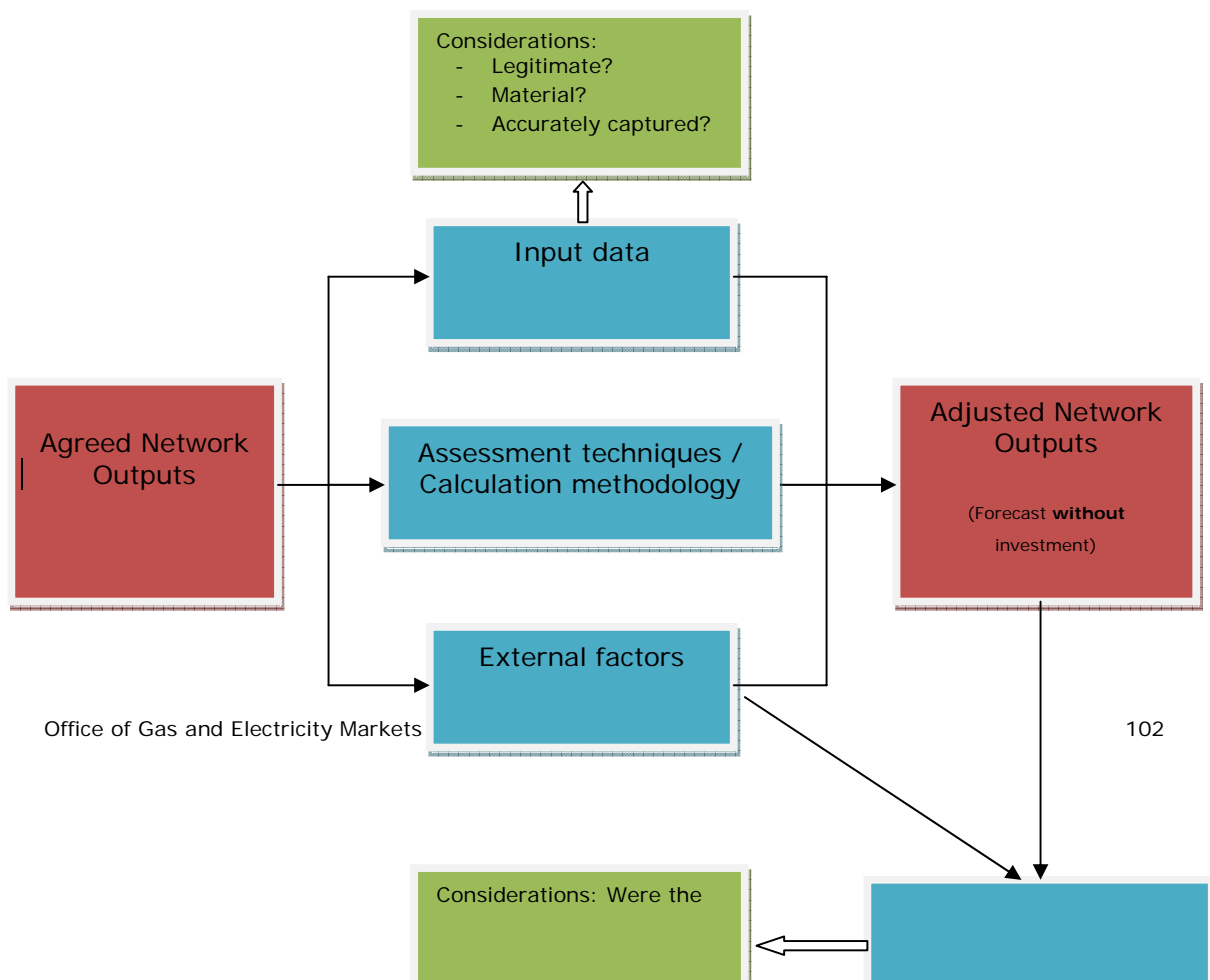 Considerations:
- Legitimate?
- Material?
- Accurately captured?
Input data
Agreed Network
Outputs
Assessment techniques /
Calculation methodology
Adjusted Network
Outputs
(Forecast without
investment)
External factors
Office of Gas and Electricity Markets
102
Considerations: Were the